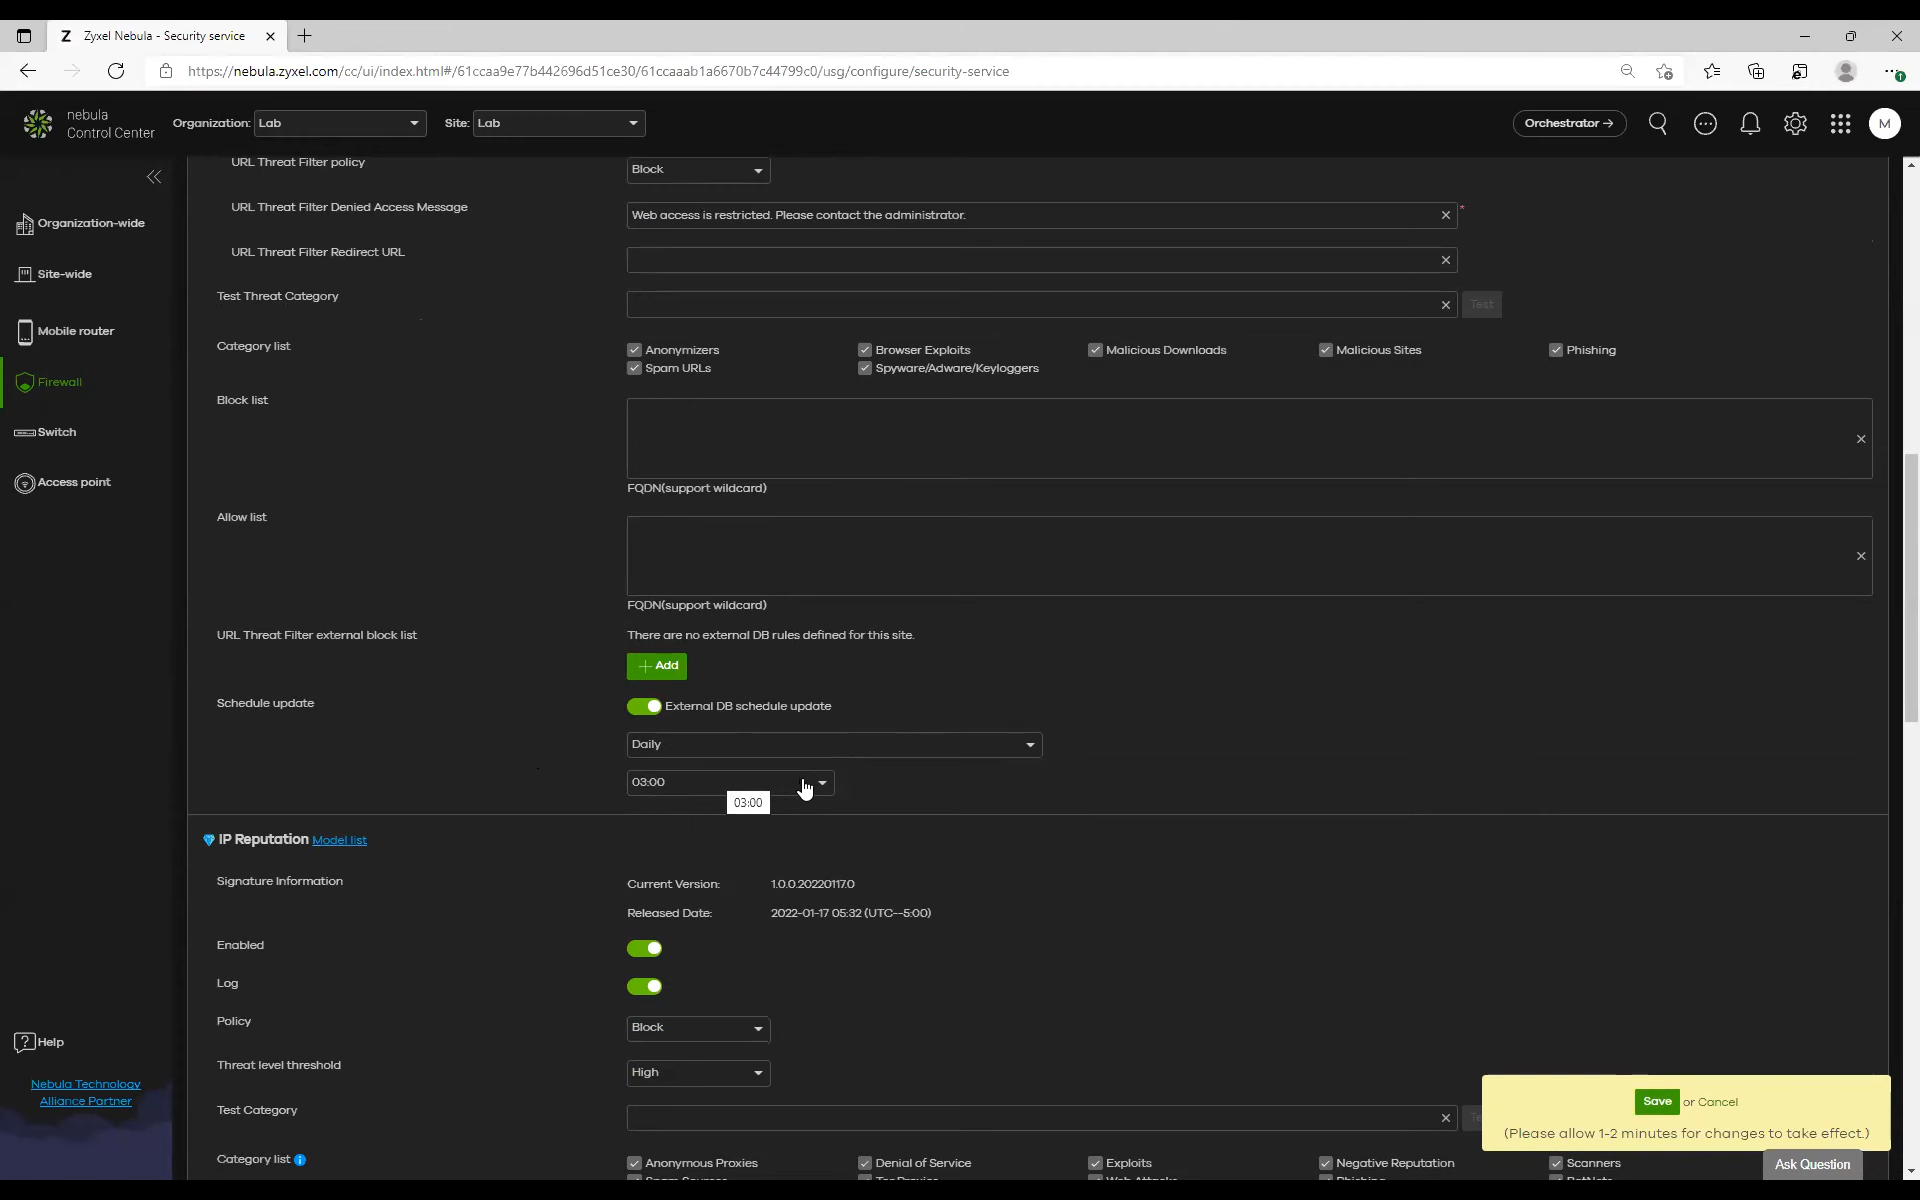 Zyxel Nebula - Security service
https://nebula.zyxel.com/cc/ui/index.html#/61ccaa9e77b442696d51ce30/61ccaaab1a6670b7c44799c0/usg/configure/security-service
nebula
Control Center
Organization: Lab
Site: Lab
Orchestrator →
M
Organization-wide
Site-wide
Mobile router
Firewall
Switch
Access point
Help
Nebula Technology
Alliance Partner
URL Threat Filter policy
Block
URL Threat Filter Denied Access Message
Web access is restricted. Please contact the administrator. *
URL Threat Filter Redirect URL
Test Threat Category
Test
Category list
Anonymizers Browser Exploits Malicious Downloads Malicious Sites Phishing
Spam URLs Spyware/Adware/Keyloggers
Block list
FQDN(support wildcard)
Allow list
FQDN(support wildcard)
URL Threat Filter external block list
There are no external DB rules defined for this site.
+ Add
Schedule update
External DB schedule update
Daily
03:00
03:00
IP Reputation Model list
Signature Information
Current Version: 1.0.0.20220117.0
Released Date: 2022-01-17 05:32 (UTC--5:00)
Enabled
Log
Policy
Block
Threat level threshold
High
Test Category
Category list
Anonymous Proxies Denial of Service Exploits Negative Reputation Scanners
Save or Cancel
(Please allow 1-2 minutes for changes to take effect.)
Ask Question